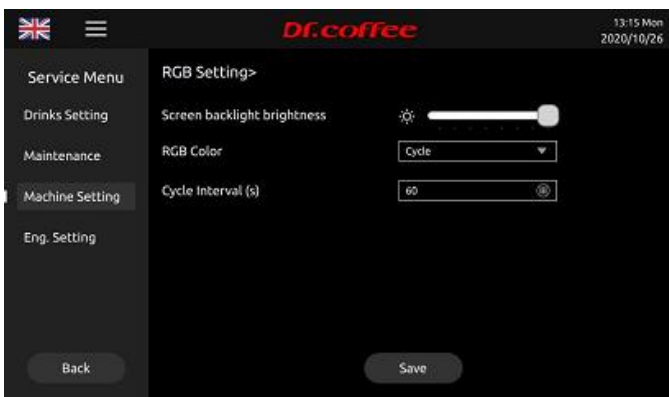 Dr.coffee
13:15 Mon
2020/10/26
Service Menu
Drinks Setting
Maintenance
Machine Setting
Eng. Setting
Back
RGB Setting>
Screen backlight brightness
RGB Color
Cycle
Cycle Interval (s)
60
Save